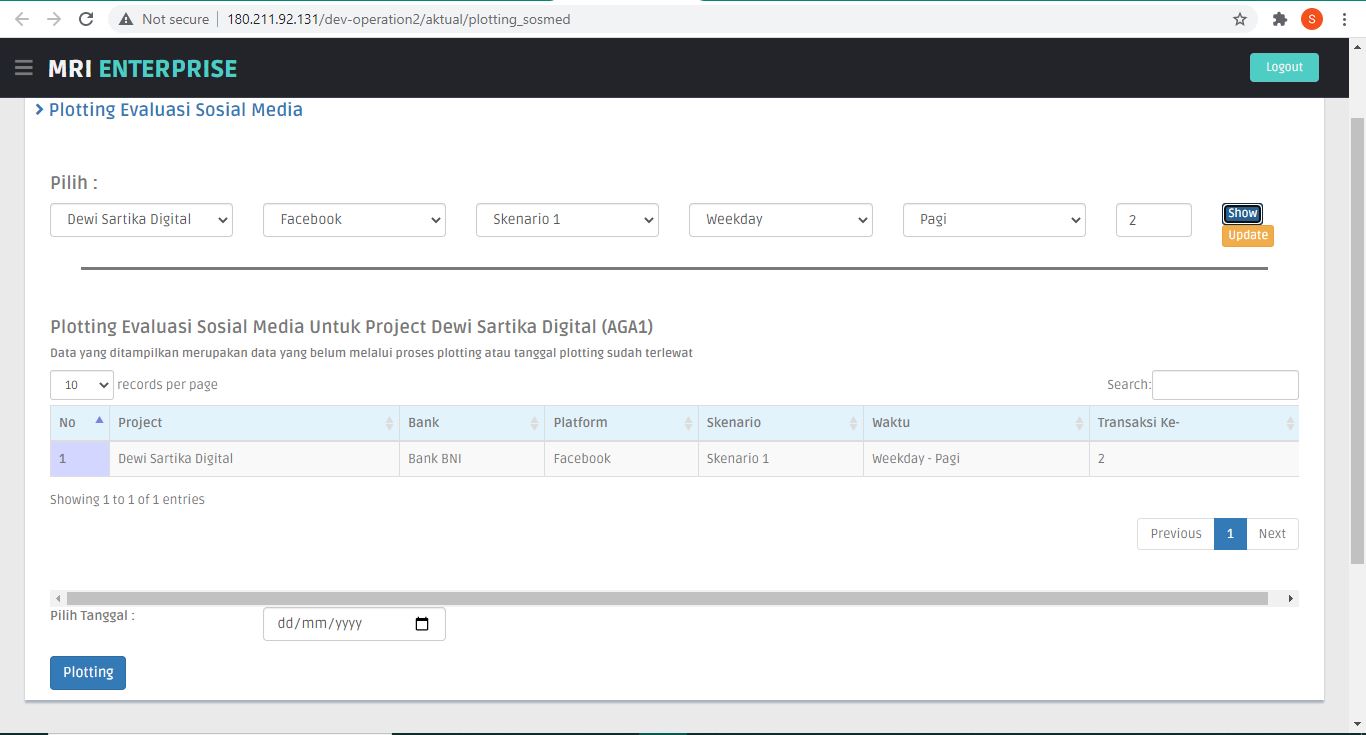 Not secure 180.211.92.131/dev-operation2/aktual/plotting_sosmed S
MRI ENTERPRISE Logout
Plotting Evaluasi Sosial Media
Pilih :
Dewi Sartika Digital Facebook Skenario 1 Weekday Pagi 2 Show
Update
Plotting Evaluasi Sosial Media Untuk Project Dewi Sartika Digital (AGA1)
Data yang ditampilkan merupakan data yang belum melalui proses plotting atau tanggal plotting sudah terlewat
10 records per page Search:
No Project Bank Platform Skenario Waktu Transaksi Ke-
1 Dewi Sartika Digital Bank BNI Facebook Skenario 1 Weekday - Pagi 2
Showing 1 to 1 of 1 entries
Previous 1 Next
Pilih Tanggal : dd/mm/yyyy
Plotting